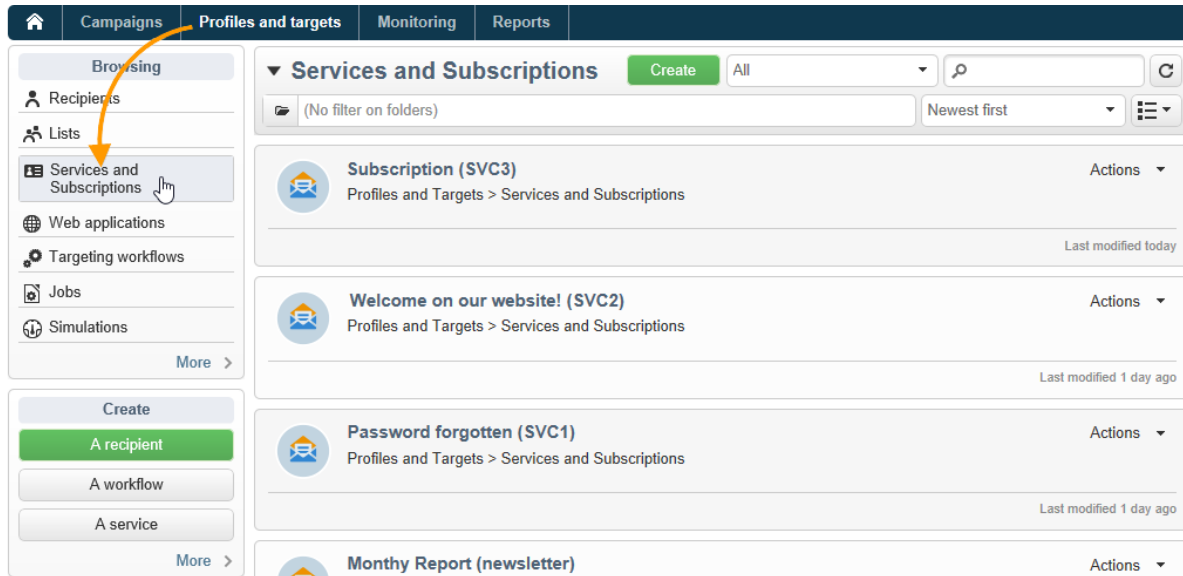 Campaigns Profiles and targets Monitoring Reports
Browsing
Recipients
Lists
Services and
Subscriptions
Web applications
Targeting workflows
Jobs
Simulations
More
Create
A recipient
A workflow
A service
More
Services and Subscriptions Create All
(No filter on folders) Newest first
Subscription (SVC3) Actions
Profiles and Targets > Services and Subscriptions
Last modified today
Welcome on our website! (SVC2) Actions
Profiles and Targets > Services and Subscriptions
Last modified 1 day ago
Password forgotten (SVC1) Actions
Profiles and Targets > Services and Subscriptions
Last modified 1 day ago
Monthy Report (newsletter) Actions